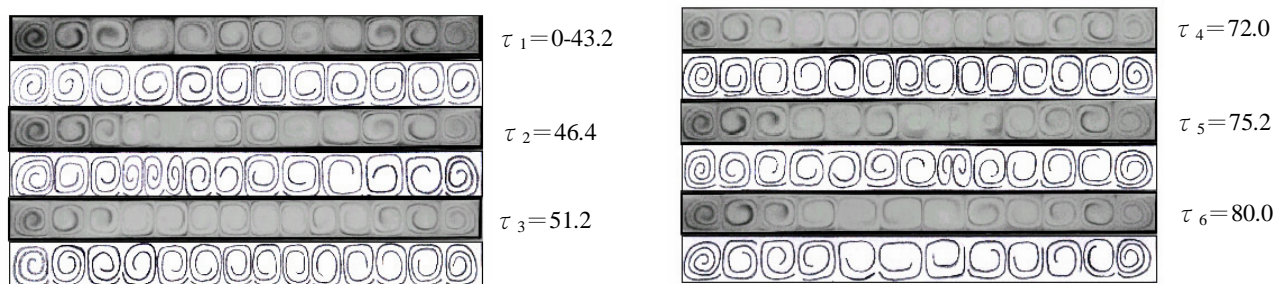 τ 1=0-43.2
τ 2=46.4
τ 3=51.2
τ 4=72.0
τ 5=75.2
τ 6=80.0